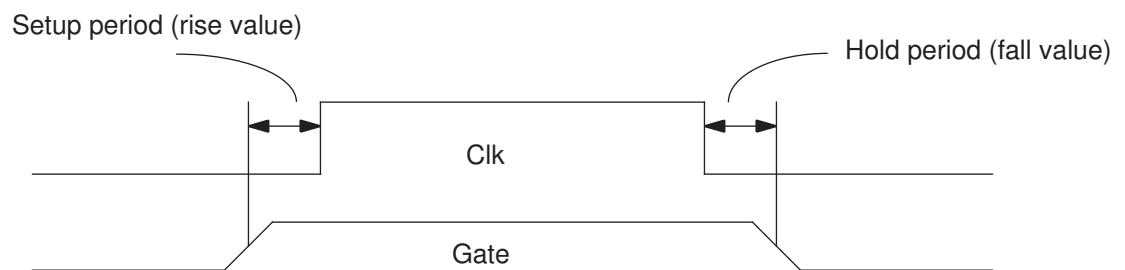 Setup period (rise value)
Hold period (fall value)
Clk
Gate